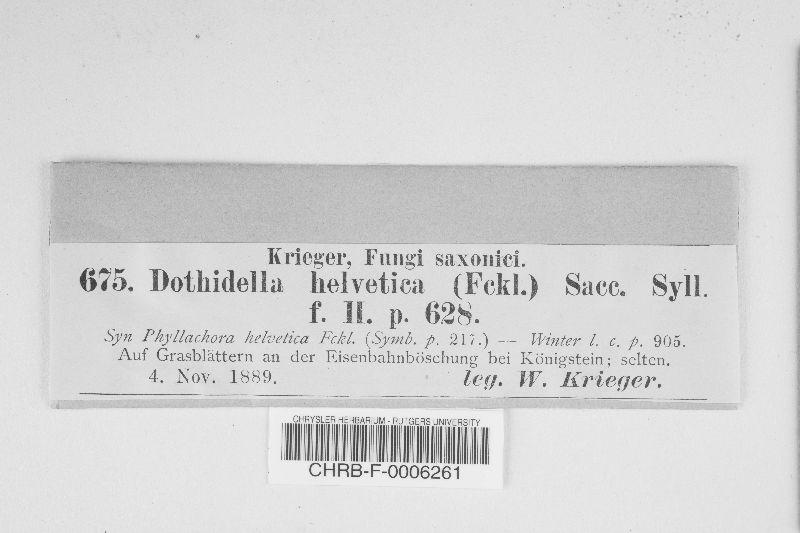 Krieger, Fungi saxonici.
675. Dothidella helvetica (Fckl.) Sacc. Syll.
f. II. p. 628.
Syn Phyllachora helvetica Fckl. (Symb. p. 217.) — Winter l. c. p. 905.
Auf Grasblättern an der Eisenbahnböschung bei Königstein; selten.
4. Nov. 1889. leg. W. Krieger.
CHRYSLER HERBARIUM - RUTGERS UNIVERSITY
CHRB-F-0006261